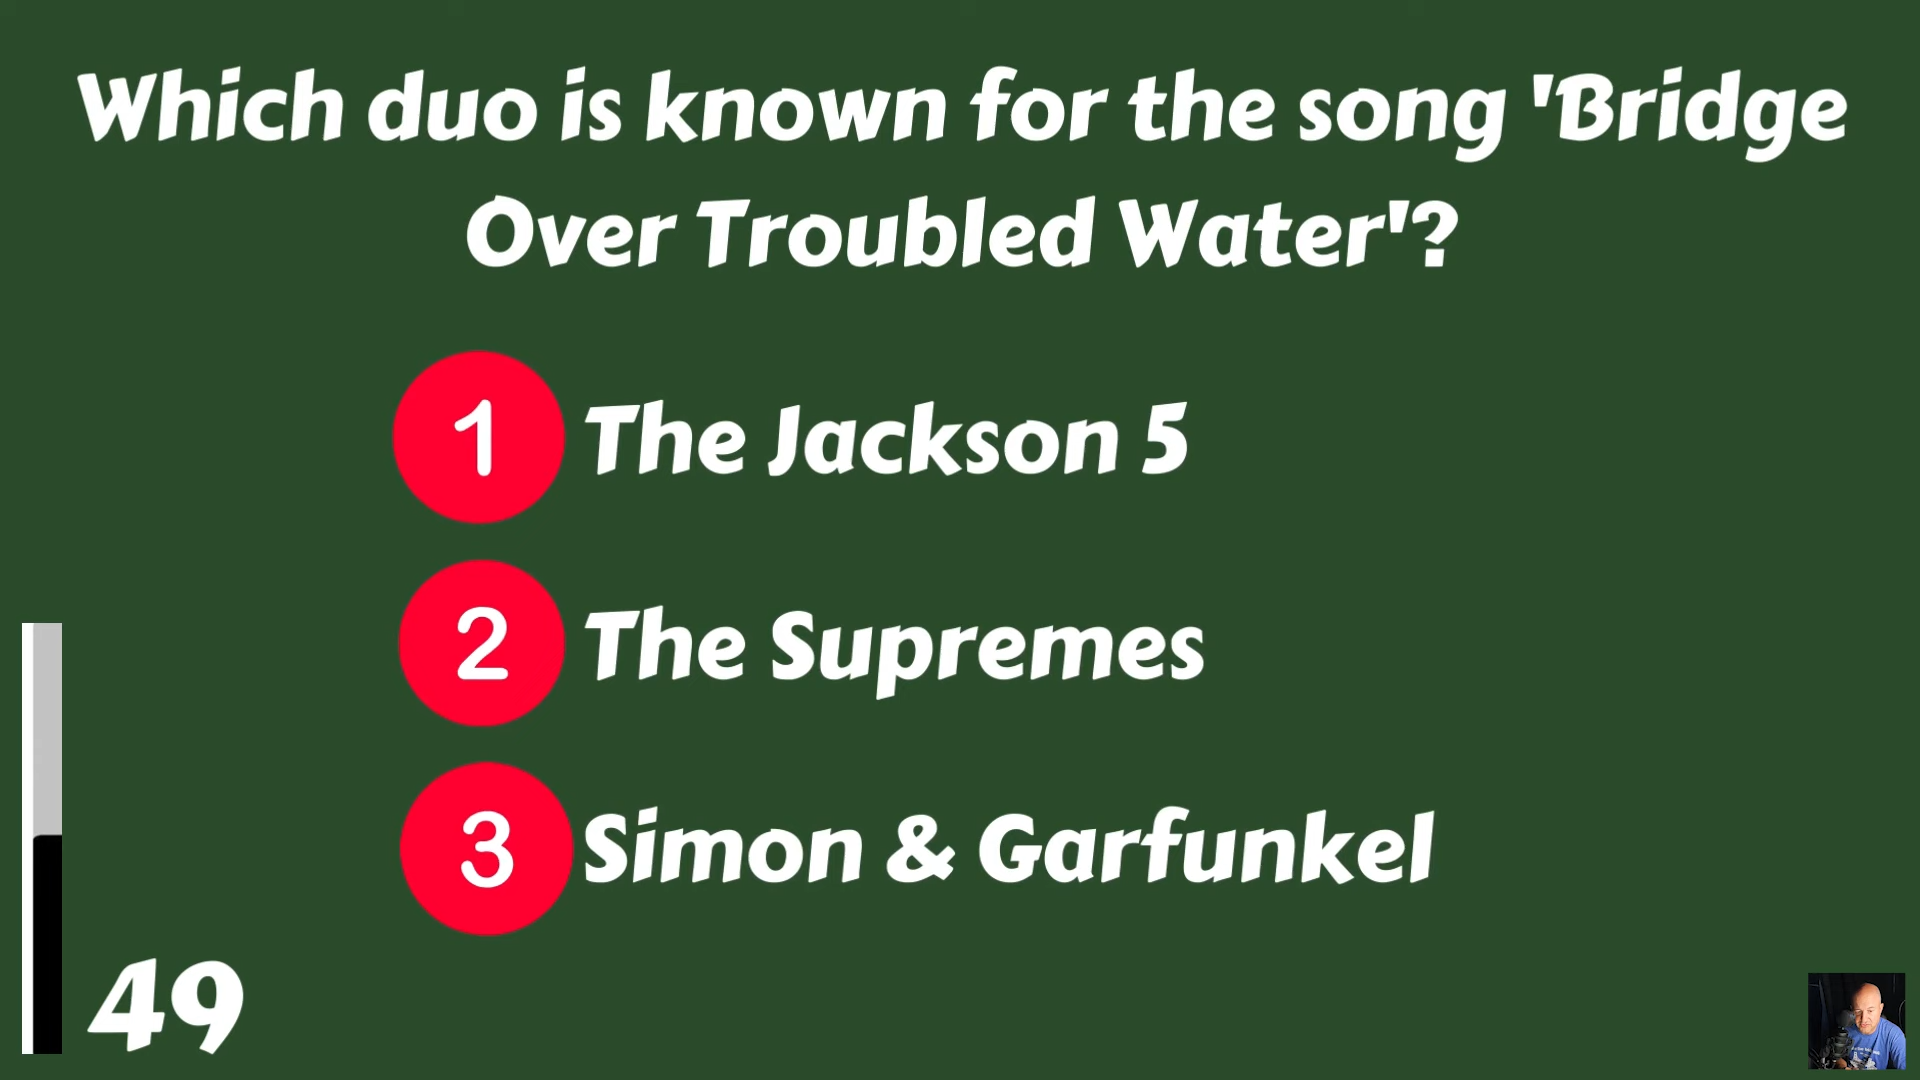 Which duo is known for the song 'Bridge
Over Troubled Water'?
1 The Jackson 5
2 The Supremes
3 Simon & Garfunkel
49